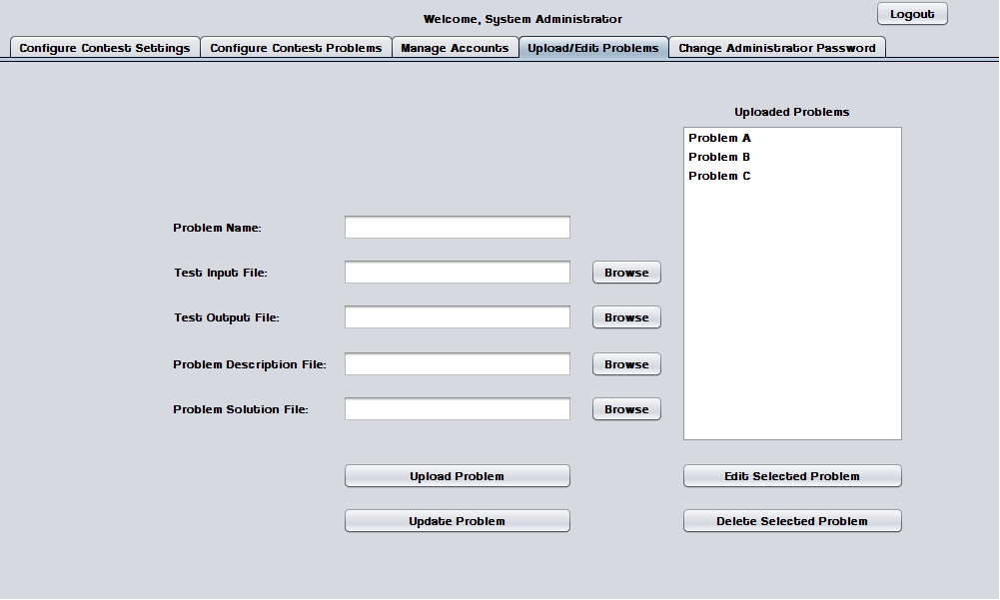 Welcome, System Administrator
Logout
Configure Contest Settings
Configure Contest Problems
Manage Accounts
Upload/Edit Problems
Change Administrator Password
Uploaded Problems
Problem A
Problem B
Problem C
Problem Name:
Test Input File:
Browse
Test Output File:
Browse
Problem Description File:
Browse
Problem Solution File:
Browse
Upload Problem
Edit Selected Problem
Update Problem
Delete Selected Problem